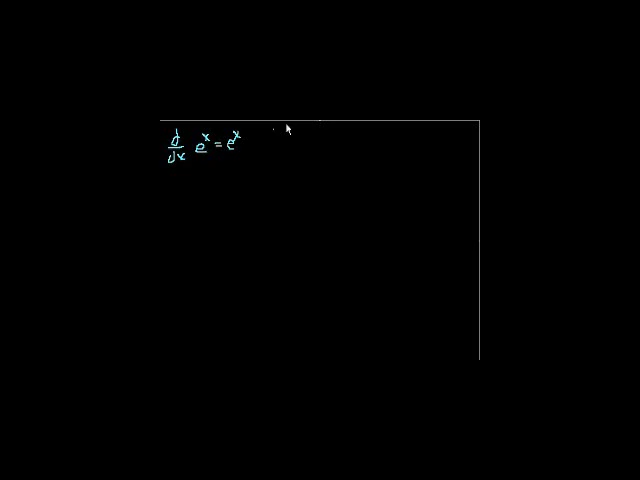 d/dx e^x = e^x